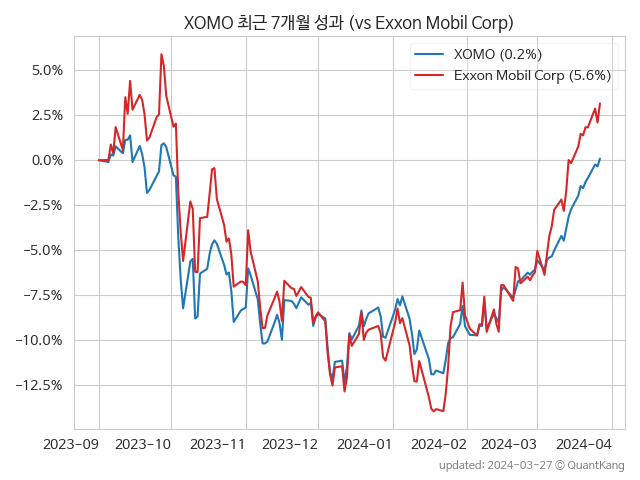 XOMO 최근 7개월 성과 (vs Exxon Mobil Corp)
XOMO (0.2%)
Exxon Mobil Corp (5.6%)
5.0%
2.5%
0.0%
−2.5%
−5.0%
−7.5%
−10.0%
−12.5%
2023−09 2023−10 2023−11 2023−12 2024−01 2024−02 2024−03 2024−04
updated: 2024-03-27 © QuantKang